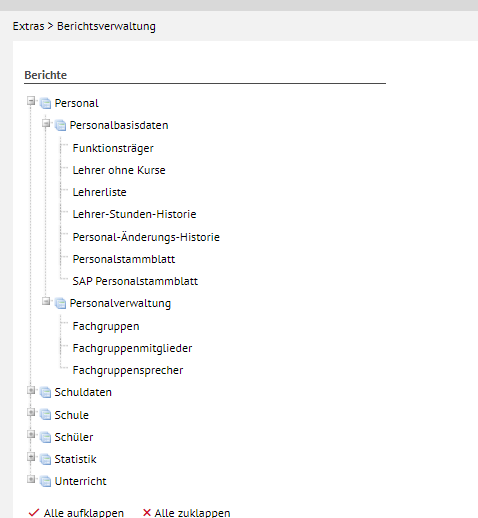 Extras > Berichtsverwaltung
Berichte
Personal
Personalbasisdaten
Funktionsträger
Lehrer ohne Kurse
Lehrerliste
Lehrer-Stunden-Historie
Personal-Änderungs-Historie
Personalstammblatt
SAP Personalstammblatt
Personalverwaltung
Fachgruppen
Fachgruppenmitglieder
Fachgruppensprecher
Schuldaten
Schule
Schüler
Statistik
Unterricht
Alle aufklappen Alle zuklappen